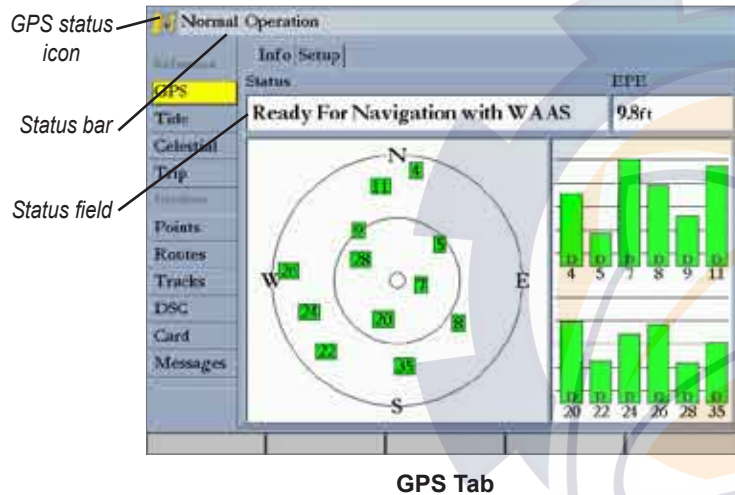 GPS status
icon
Status bar
Status field
Normal Operation
Info Setup
Status EPE
Ready For Navigation with WAAS 9.8ft
GPS
Tide
Celestial
Trip
Points
Routes
Tracks
DSC
Card
Messages
N
4
11
9
5
28
W 26
E
7
24
20
8
22
35
S
D D D D D D
4 5 7 8 9 11
D D D D D D
20 22 24 26 28 35
GPS Tab